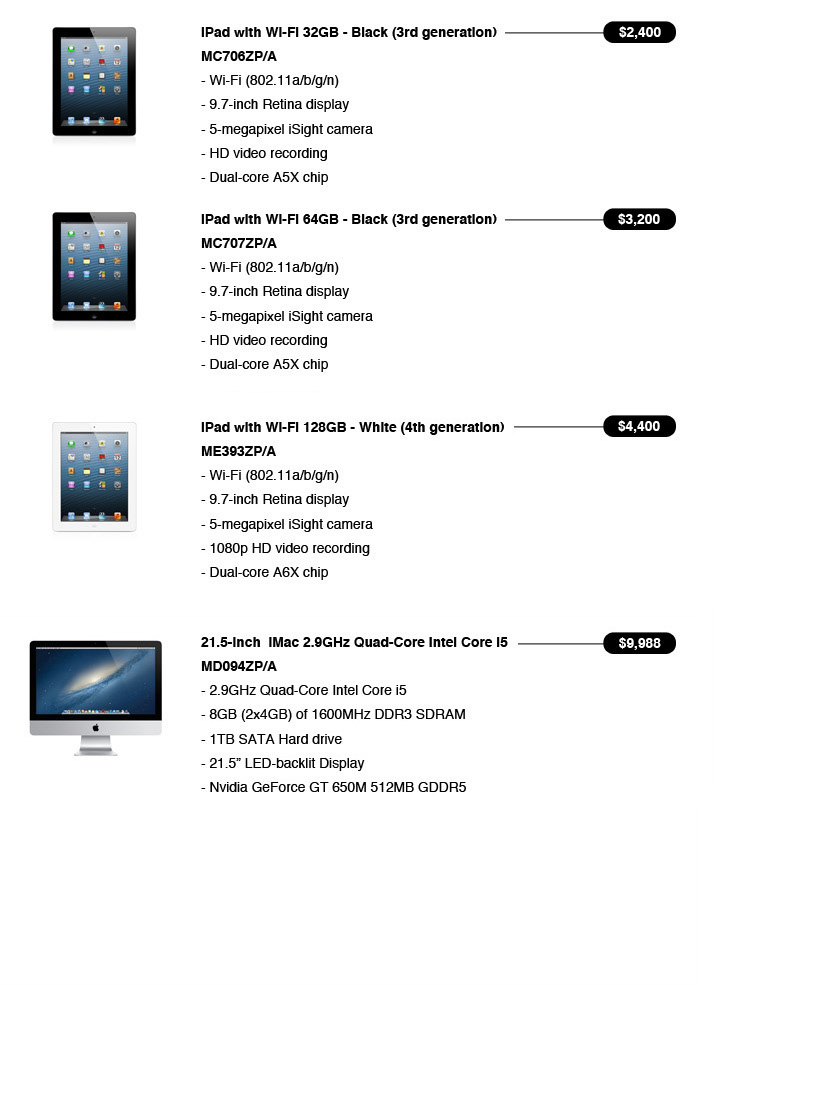 iPad with Wi-Fi 32GB - Black (3rd generation) $2,400
MC706ZP/A
- Wi-Fi (802.11a/b/g/n)
- 9.7-inch Retina display
- 5-megapixel iSight camera
- HD video recording
- Dual-core A5X chip
iPad with Wi-Fi 64GB - Black (3rd generation) $3,200
MC707ZP/A
- Wi-Fi (802.11a/b/g/n)
- 9.7-inch Retina display
- 5-megapixel iSight camera
- HD video recording
- Dual-core A5X chip
iPad with Wi-Fi 128GB - White (4th generation) $4,400
ME393ZP/A
- Wi-Fi (802.11a/b/g/n)
- 9.7-inch Retina display
- 5-megapixel iSight camera
- 1080p HD video recording
- Dual-core A6X chip
21.5-inch iMac 2.9GHz Quad-Core Intel Core i5 $9,988
MD094ZP/A
- 2.9GHz Quad-Core Intel Core i5
- 8GB (2x4GB) of 1600MHz DDR3 SDRAM
- 1TB SATA Hard drive
- 21.5” LED-backlit Display
- Nvidia GeForce GT 650M 512MB GDDR5